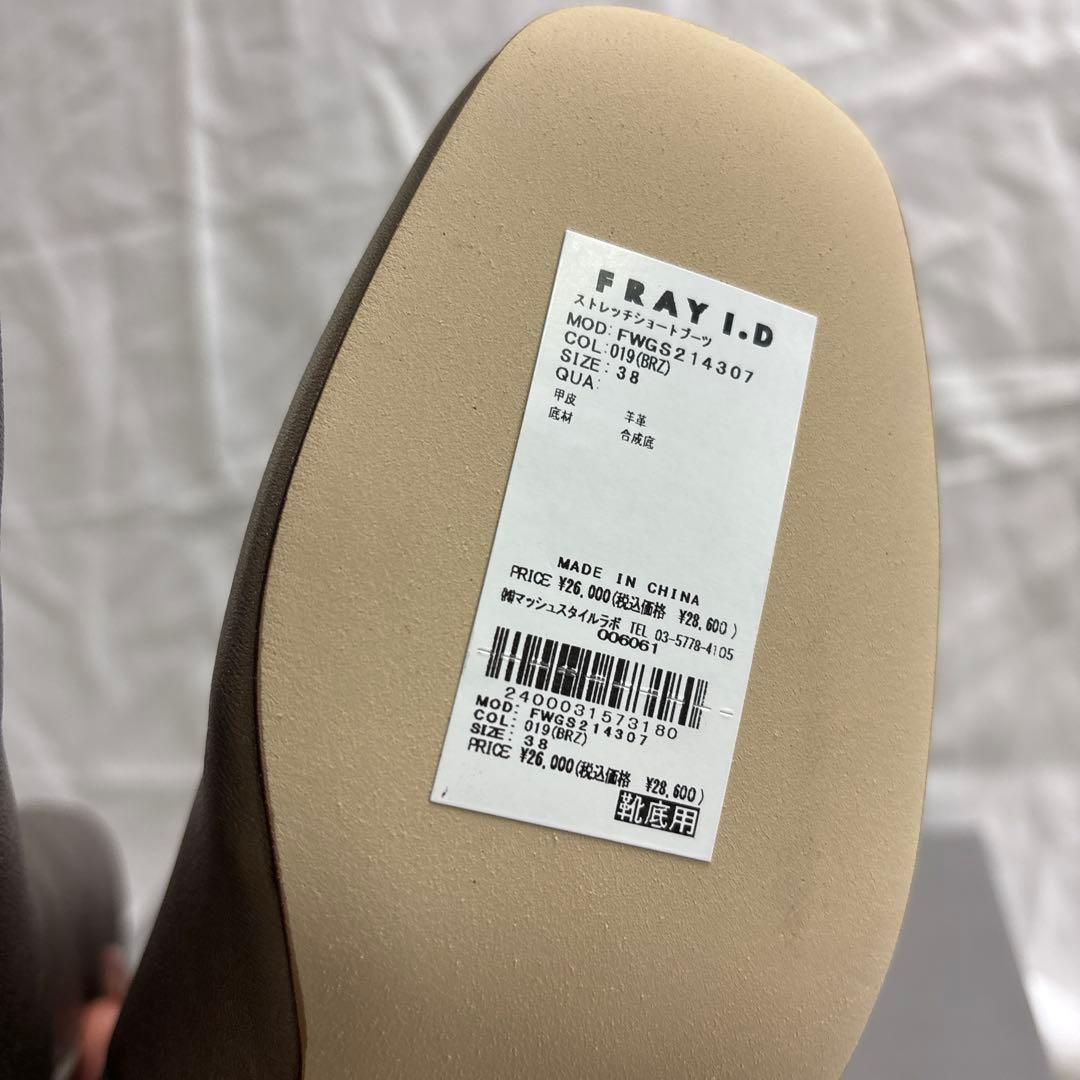 FRAY I.D
ストレッチショートブーツ
MOD: FWGS214307
COL: 019(BRZ)
SIZE: 38
QUA:
甲皮 羊革
底材 合成底
MADE IN CHINA
PRICE ¥26,000(税込価格 ¥28,600)
㈱マッシュスタイルラボ TEL 03-5778-4105
006061
2400031573180
MOD: FWGS214307
COL: 019(BRZ)
SIZE: 38
PRICE ¥26,000(税込価格 ¥28,600)
靴底用